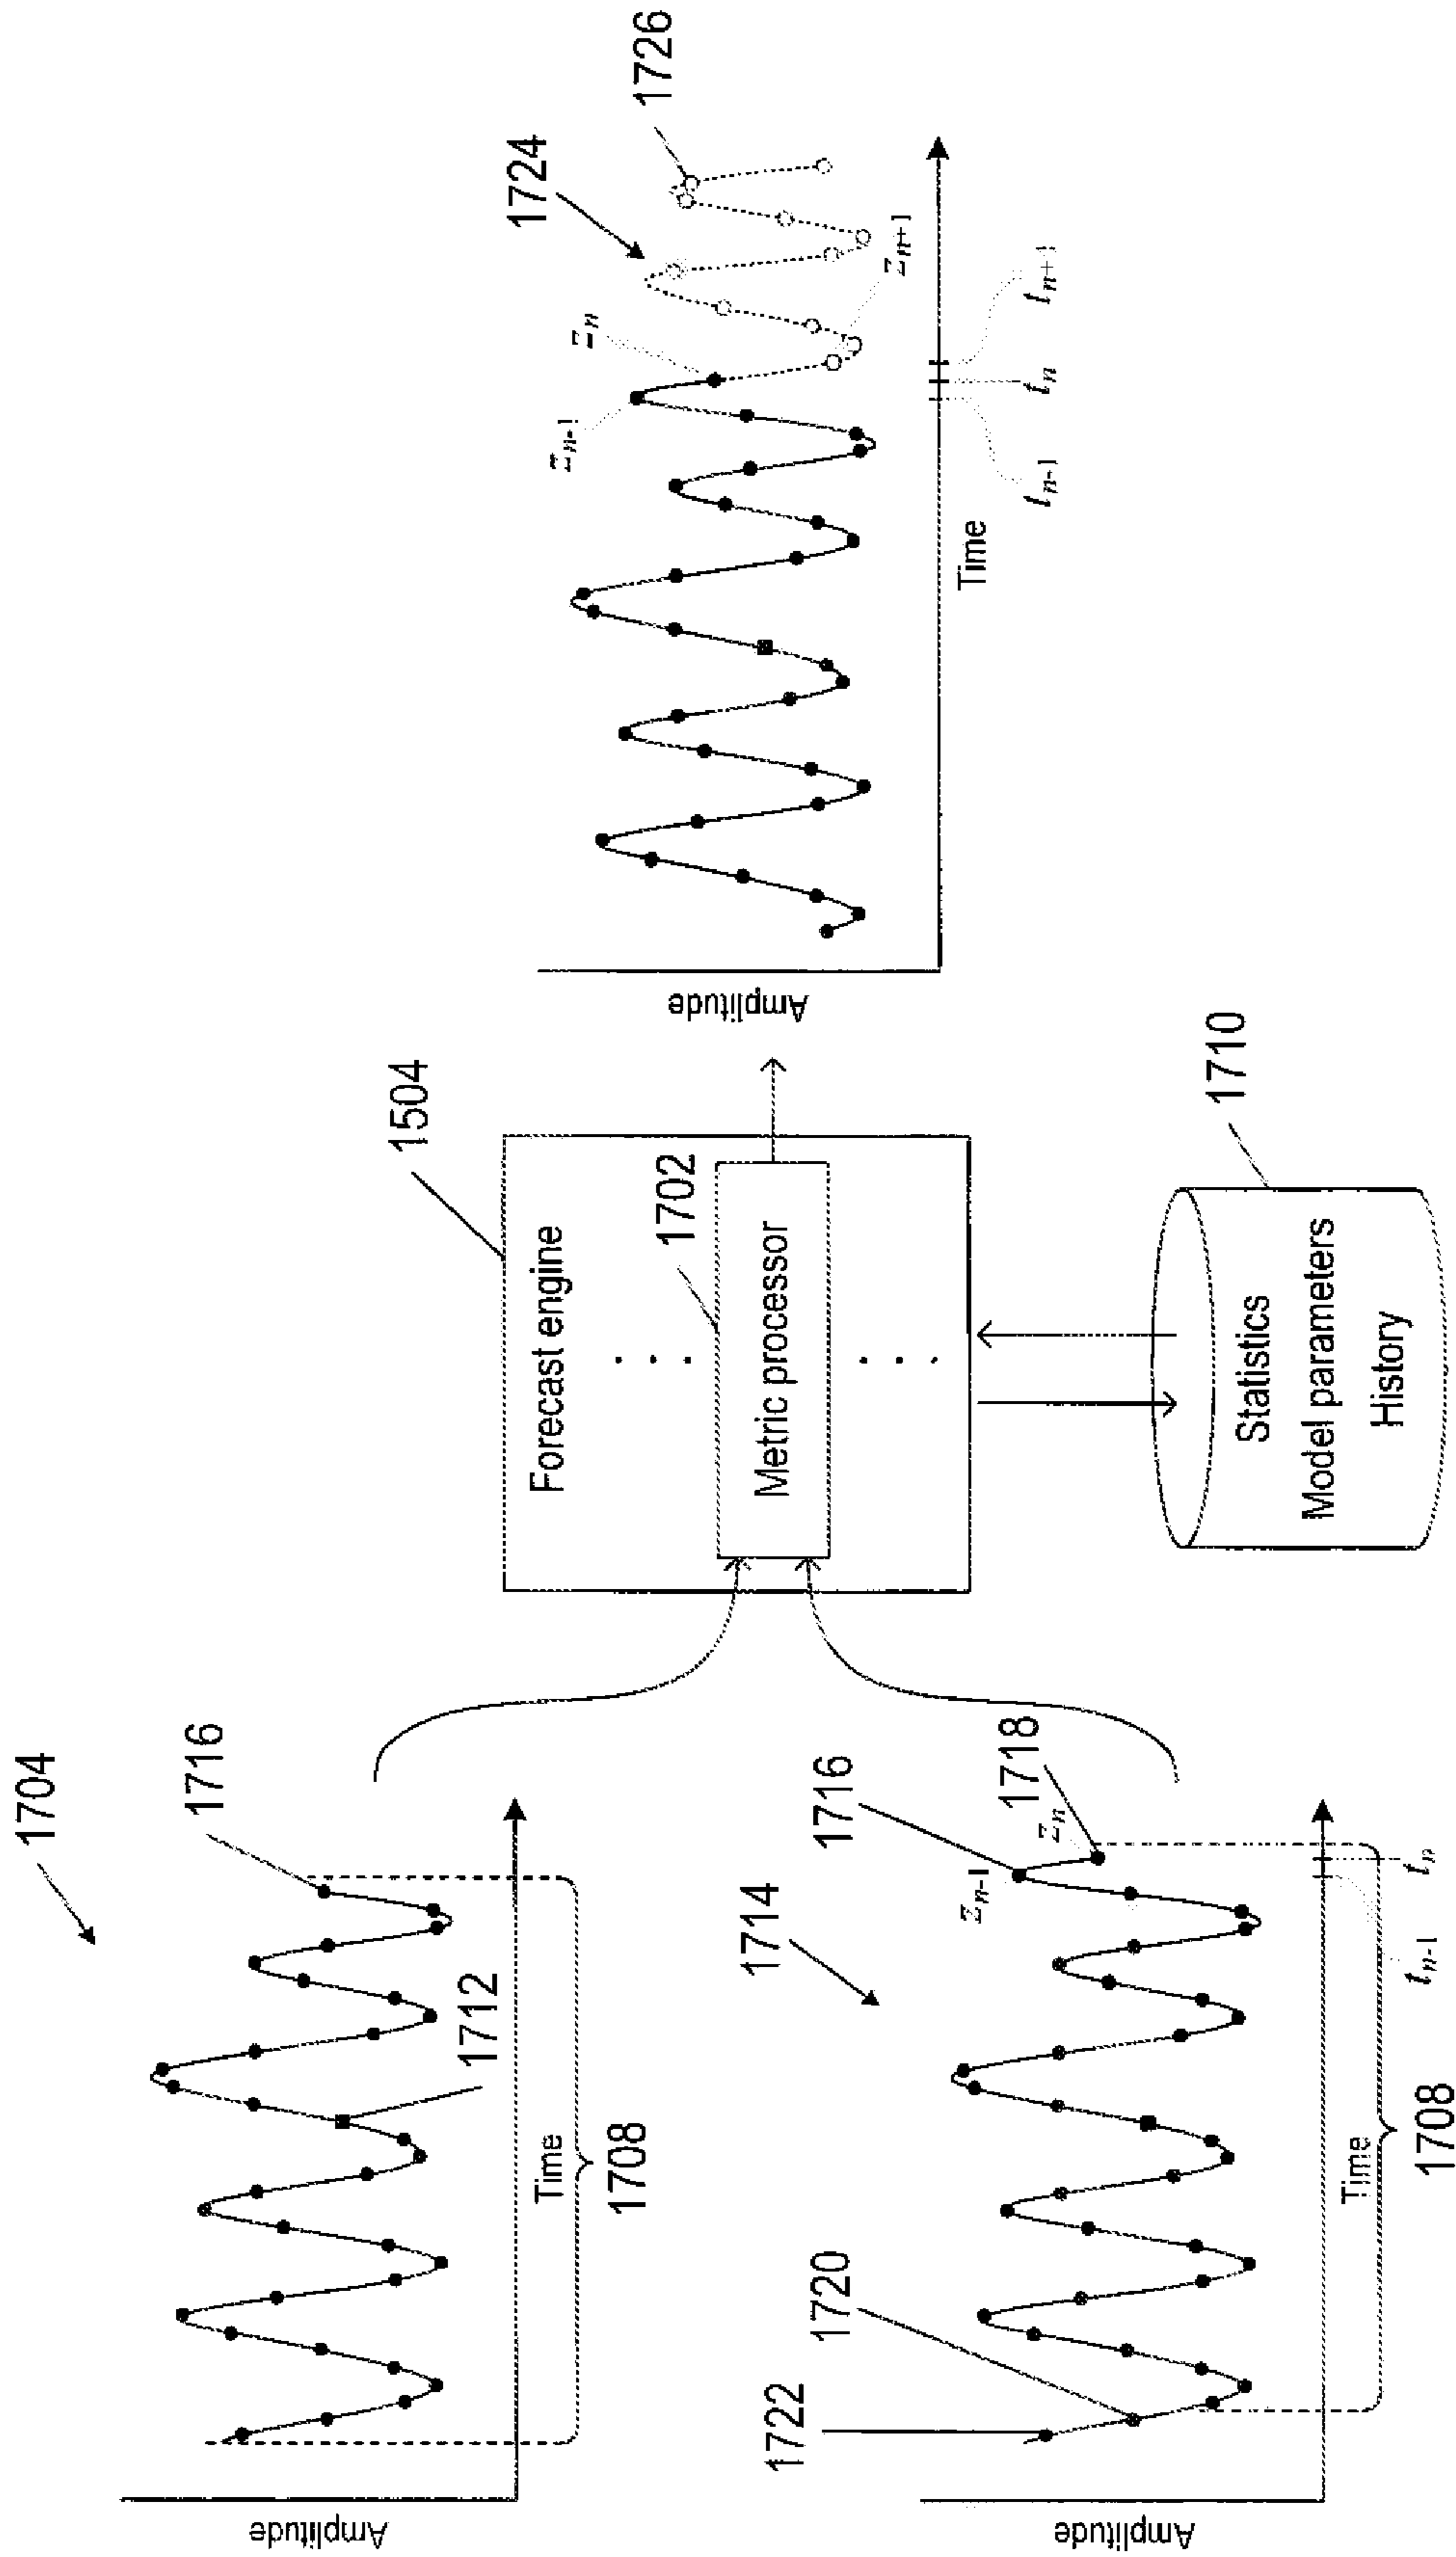 1704
1716
1712
Amplitude
Time
1708
1714
1716
1718
z_{n-1}
z_n
1720
1722
Amplitude
Time
t_{n-1}
t_n
1708
1504
Forecast engine
1702
Metric processor
1710
Statistics
Model parameters
History
1724
1726
z_{n-1}
z_n
z_{n+1}
Amplitude
Time
t_{n-1}
t_n
t_{n+1}